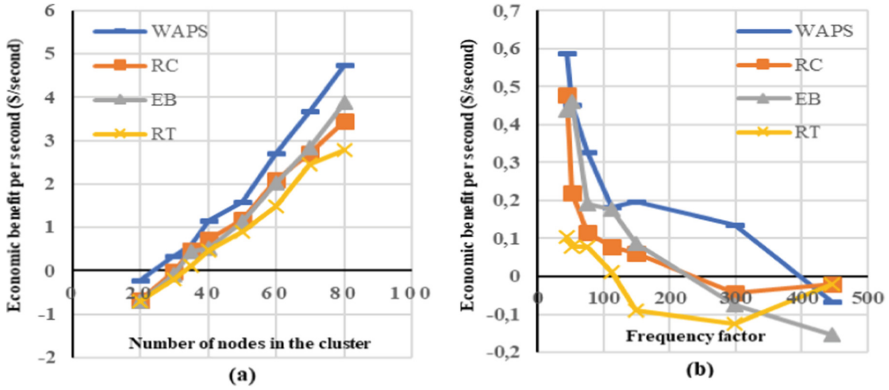 Economic benefit per second ($/second)
6
5
4
3
2
1
0
-1
-2
WAPS
RC
EB
RT
0
20
40
60
80
100
Number of nodes in the cluster
(a)
Economic benefit per second ($/second)
0,7
0,6
0,5
0,4
0,3
0,2
0,1
0
-0,1
-0,2
WAPS
RC
EB
RT
0
100
200
300
400
500
Frequency factor
(b)